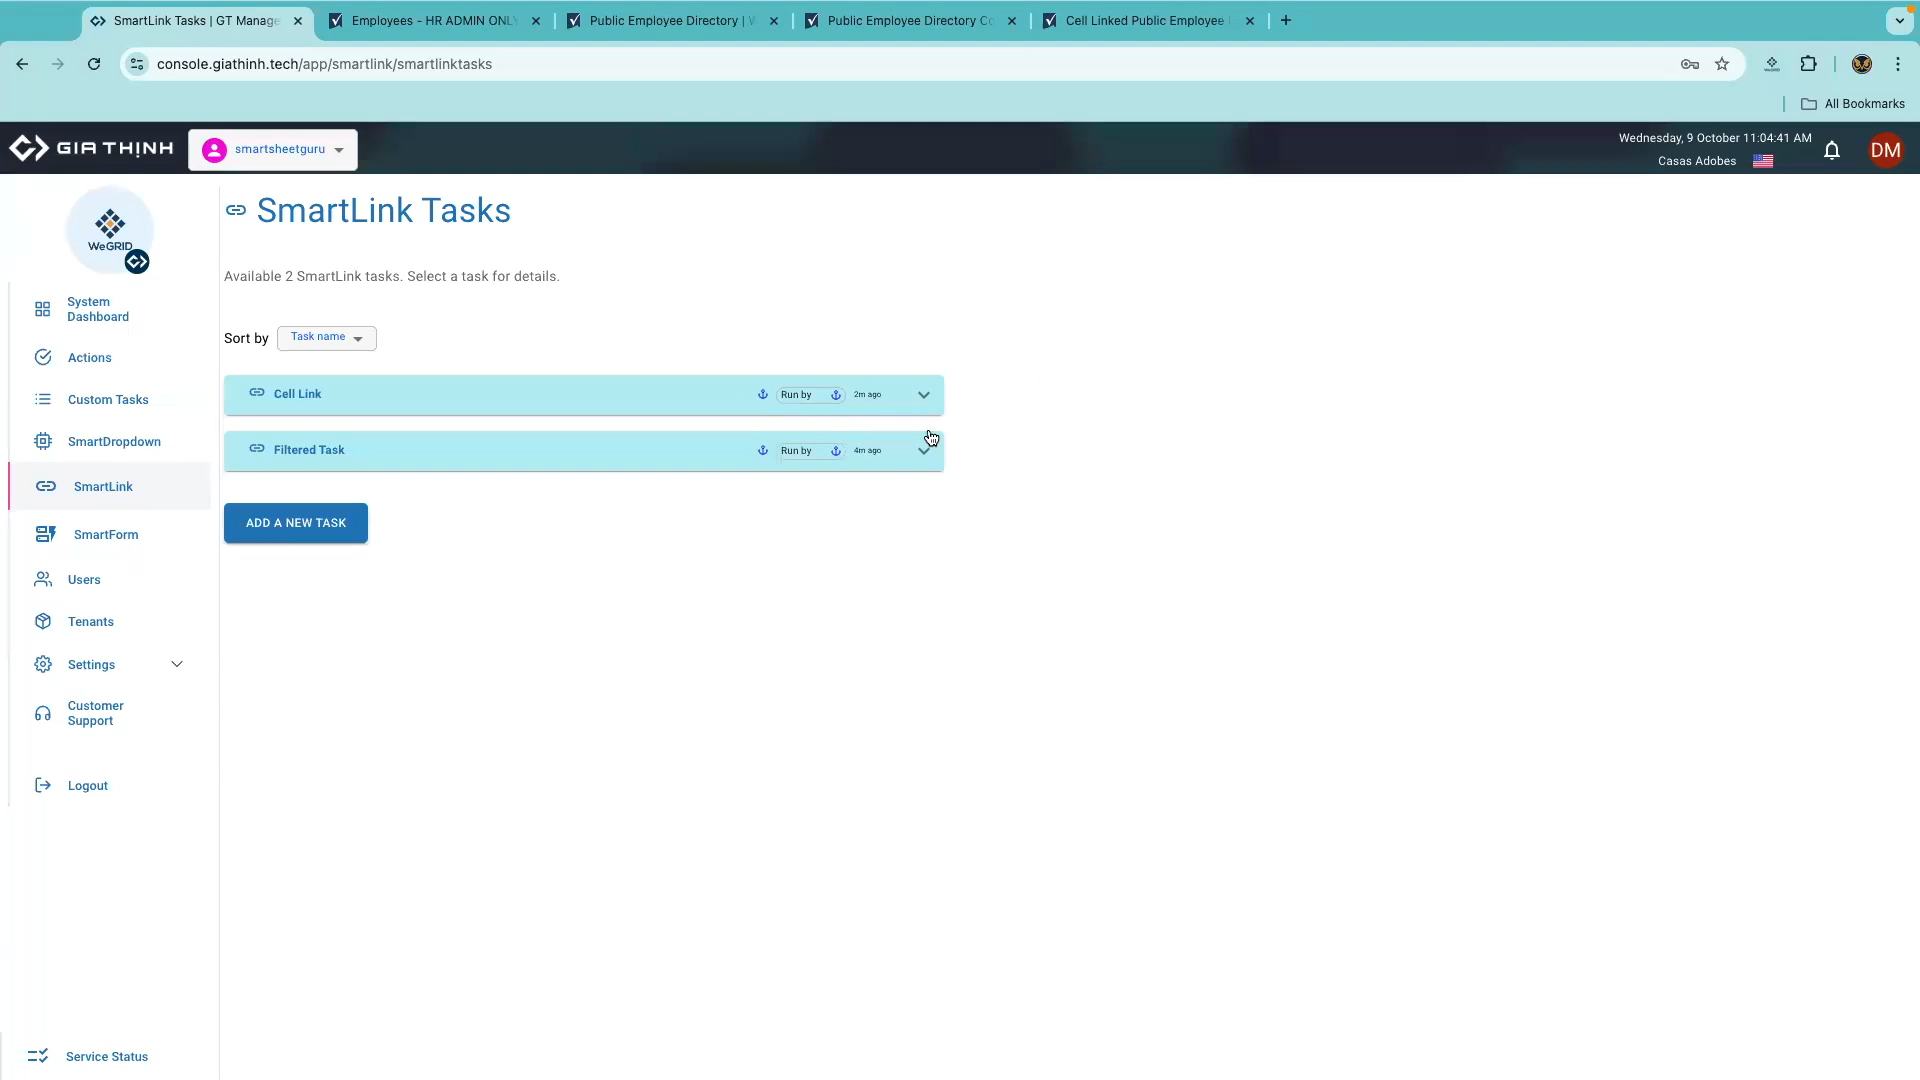 SmartLink Tasks | GT Manage
Employees - HR ADMIN ONLY
Public Employee Directory |
Public Employee Directory Co
Cell Linked Public Employee
console.giathinh.tech/app/smartlink/smartlinktasks
All Bookmarks
GIA THỊNH
smartsheetguru
Wednesday, 9 October 11:04:41 AM
Casas Adobes
DM
WeGRID
System
Dashboard
Actions
Custom Tasks
SmartDropdown
SmartLink
SmartForm
Users
Tenants
Settings
Customer
Support
Logout
Service Status
SmartLink Tasks
Available 2 SmartLink tasks. Select a task for details.
Sort by Task name
Cell Link Run by 2m ago
Filtered Task Run by 4m ago
ADD A NEW TASK